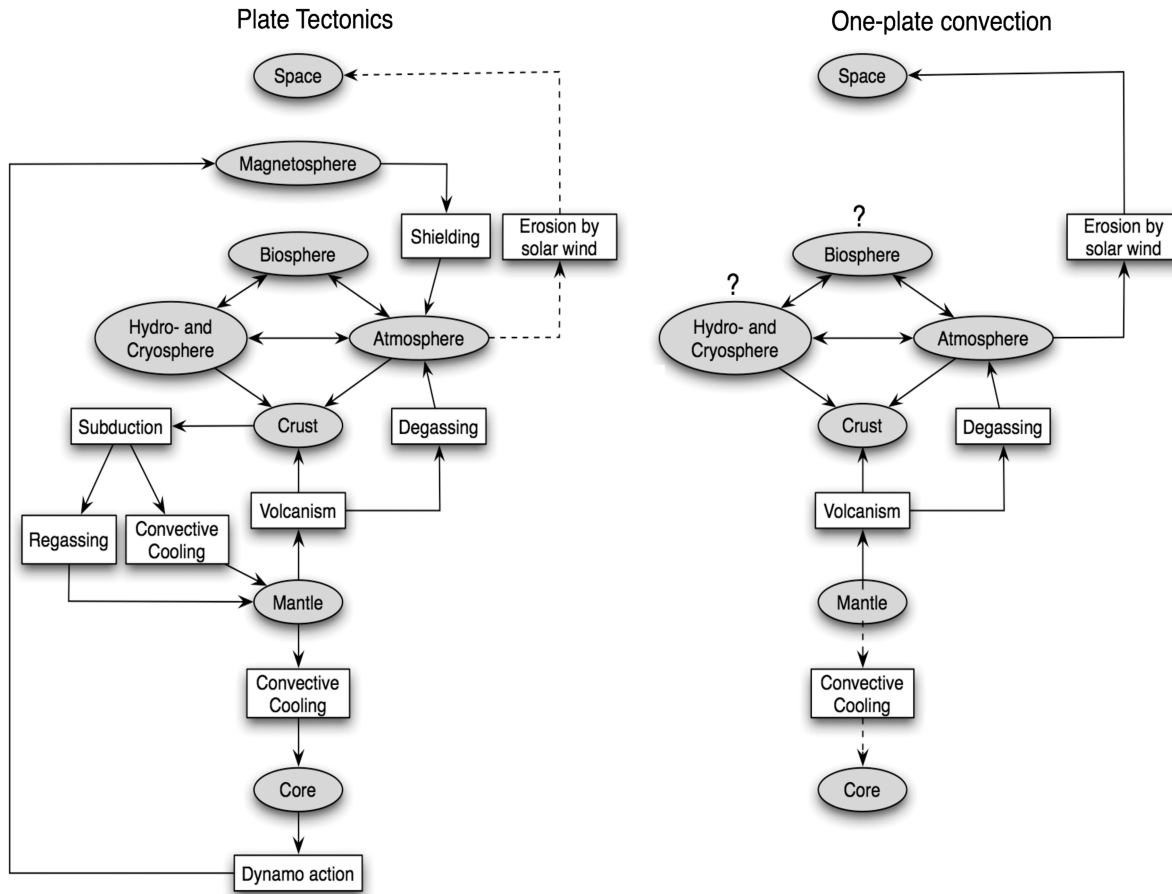 Plate Tectonics
Space
Magnetosphere
Shielding
Erosion by
solar wind
Biosphere
Hydro- and
Cryosphere
Atmosphere
Subduction
Crust
Degassing
Regassing
Convective
Cooling
Volcanism
Mantle
Convective
Cooling
Core
Dynamo action
One-plate convection
Space
Erosion by
solar wind
?
Biosphere
?
Hydro- and
Cryosphere
Atmosphere
Crust
Degassing
Volcanism
Mantle
Convective
Cooling
Core